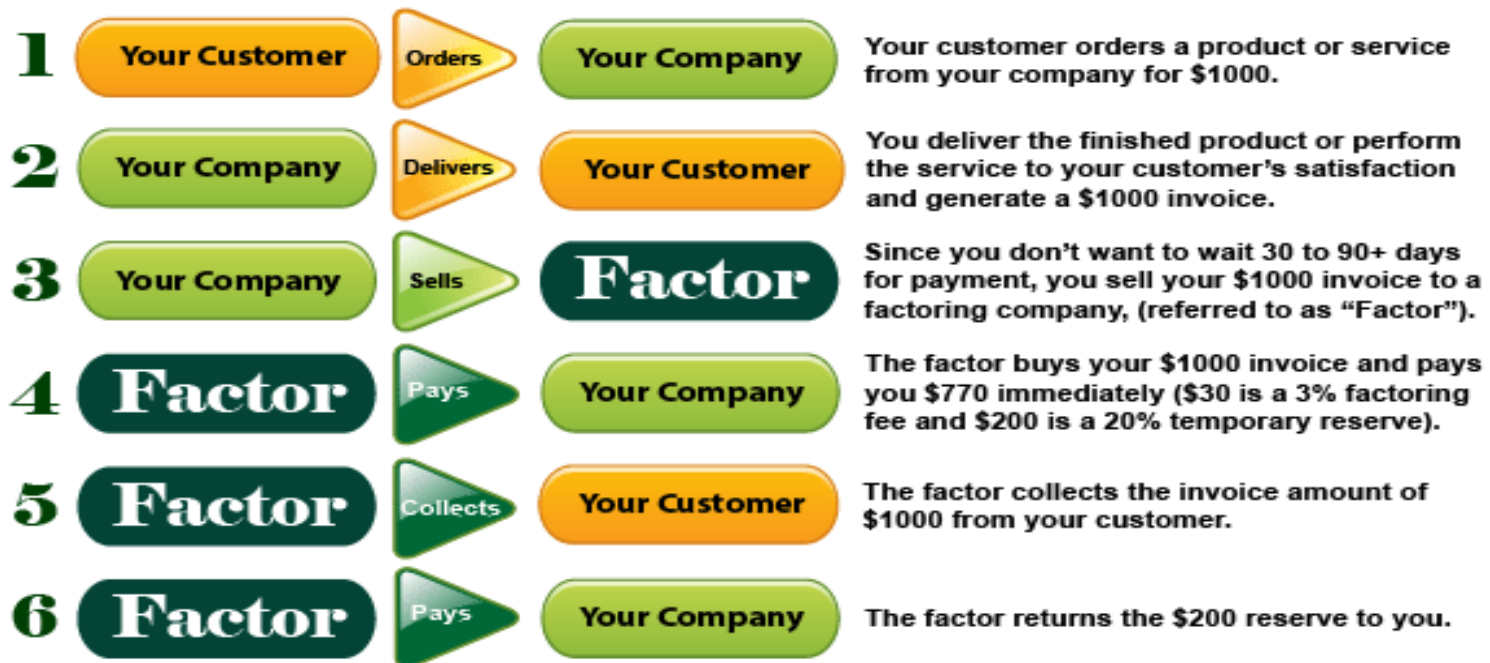 1 Your Customer Orders Your Company Your customer orders a product or service
from your company for $1000.
2 Your Company Delivers Your Customer You deliver the finished product or perform
the service to your customer’s satisfaction
and generate a $1000 invoice.
3 Your Company Sells Factor Since you don’t want to wait 30 to 90+ days
for payment, you sell your $1000 invoice to a
factoring company, (referred to as “Factor”).
4 Factor Pays Your Company The factor buys your $1000 invoice and pays
you $770 immediately ($30 is a 3% factoring
fee and $200 is a 20% temporary reserve).
5 Factor Collects Your Customer The factor collects the invoice amount of
$1000 from your customer.
6 Factor Pays Your Company The factor returns the $200 reserve to you.